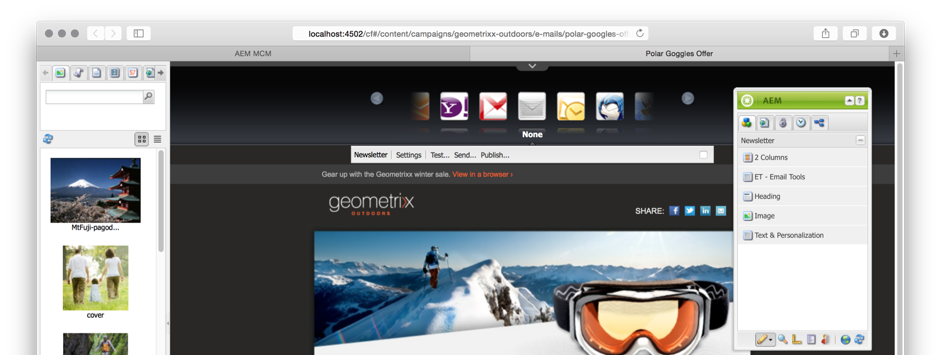 localhost:4502/cf#/content/campaigns/geometrixx-outdoors/e-mails/polar-googles-of
AEM MCM
Polar Goggles Offer
None
Newsletter Settings Test... Send... Publish...
Gear up with the Geometrixx winter sale. View in a browser ›
geometrixx
OUTDOORS
SHARE:
MtFuji-pagod...
cover
AEM
Newsletter
2 Columns
ET - Email Tools
Heading
Image
Text & Personalization